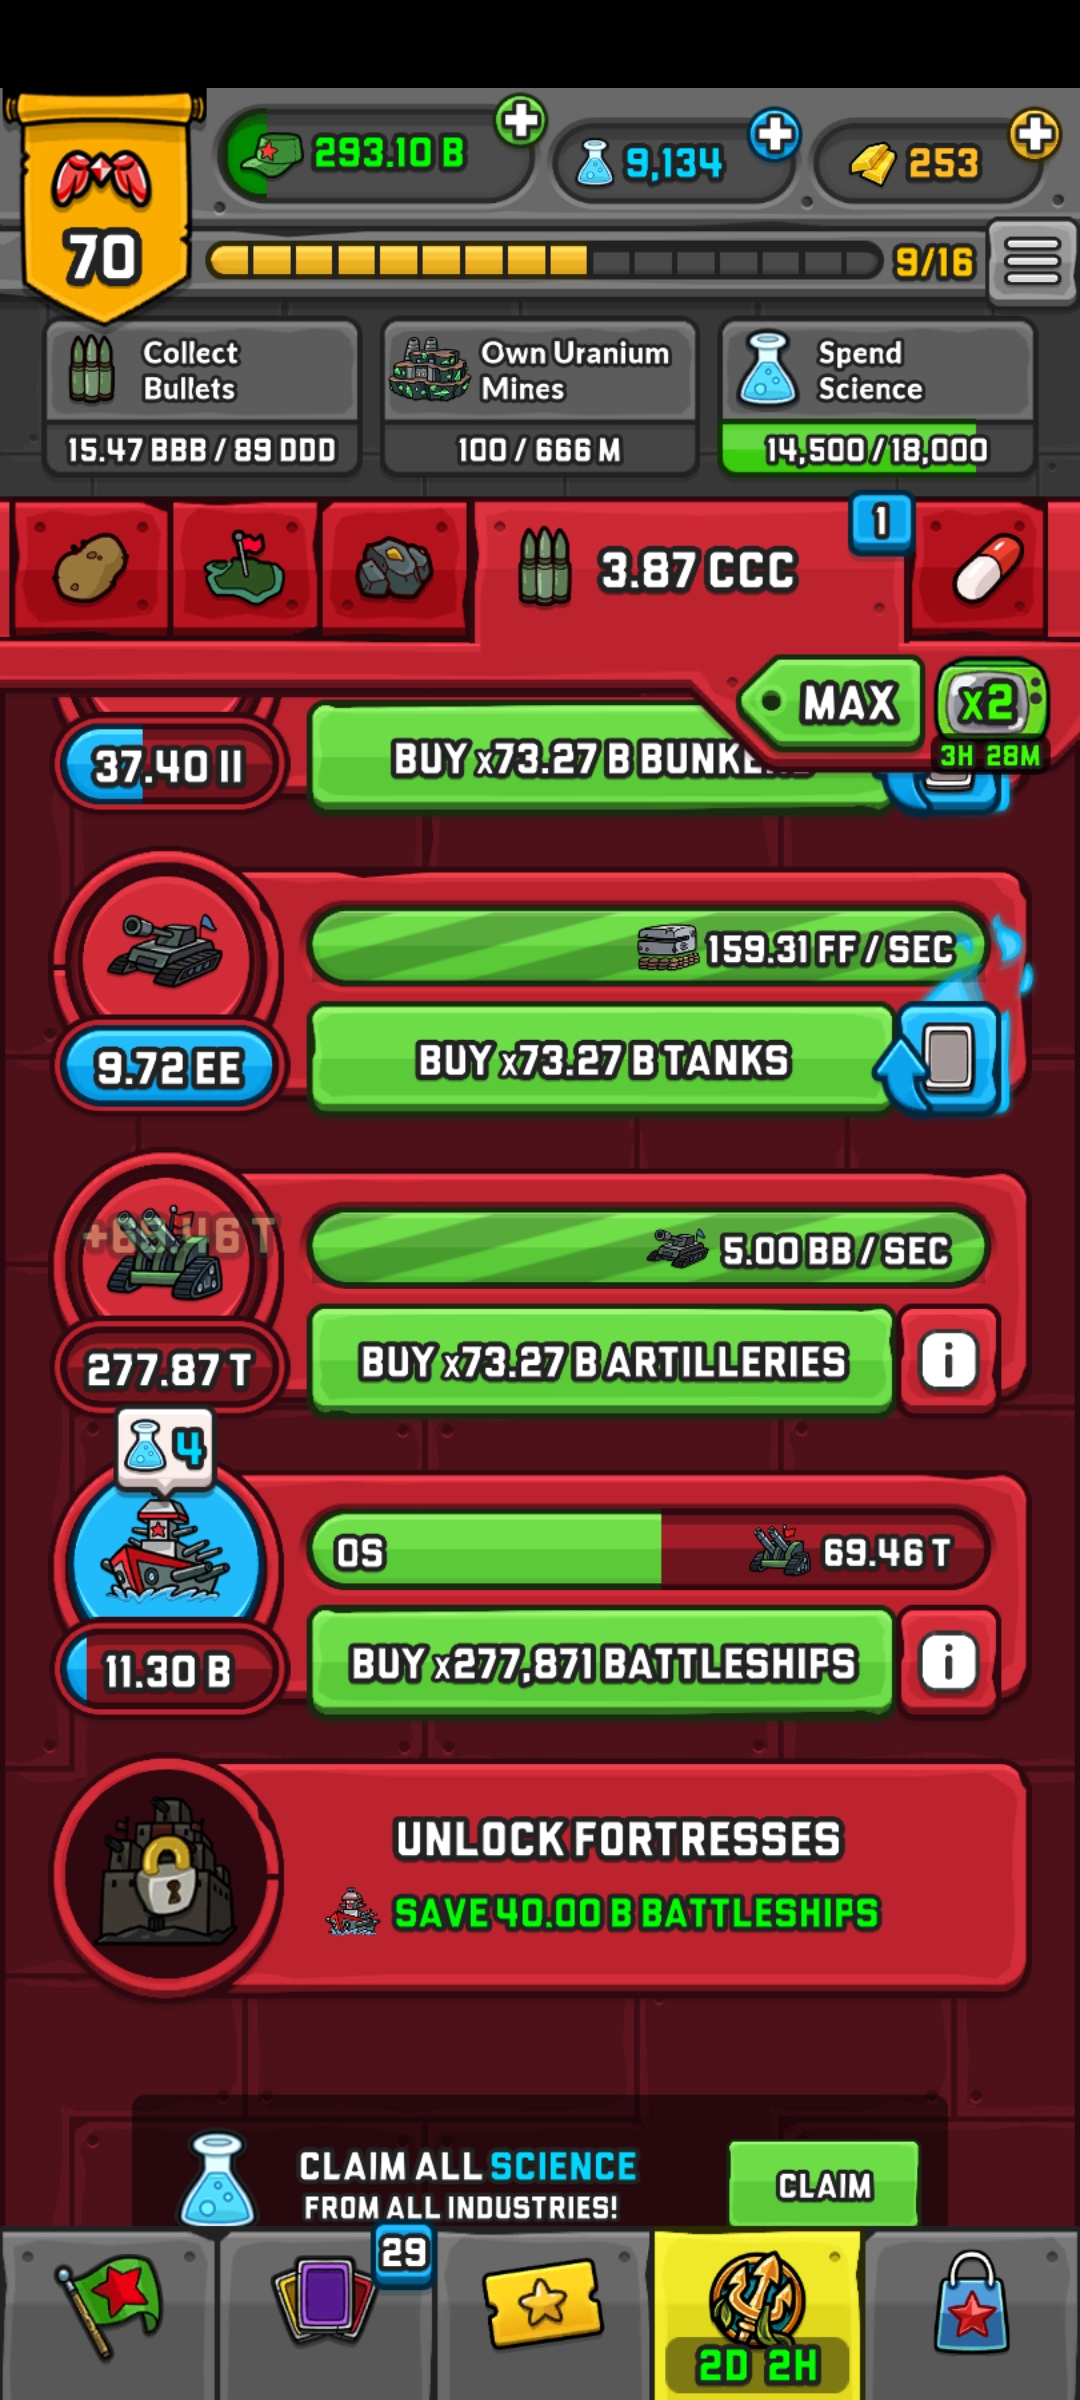 293.10 B
9,134
253
70
9/16
Collect
Bullets
15.47 BBB / 89 DDD
Own Uranium
Mines
100 / 666 M
Spend
Science
14,500/18,000
1
3.87 CCC
MAX
x2
3H 28M
37.40 II
BUY x73.27 B
159.31 FF / SEC
9.72 EE
BUY x73.27 B TANKS
5.00 BB / SEC
277.87 T
BUY x73.27 B ARTILLERIES
i
4
0S
69.46 T
11.30 B
BUY x277,871 BATTLESHIPS
i
UNLOCK FORTRESSES
SAVE 40.00 B BATTLESHIPS
CLAIM ALL SCIENCE
FROM ALL INDUSTRIES!
CLAIM
29
2D 2H